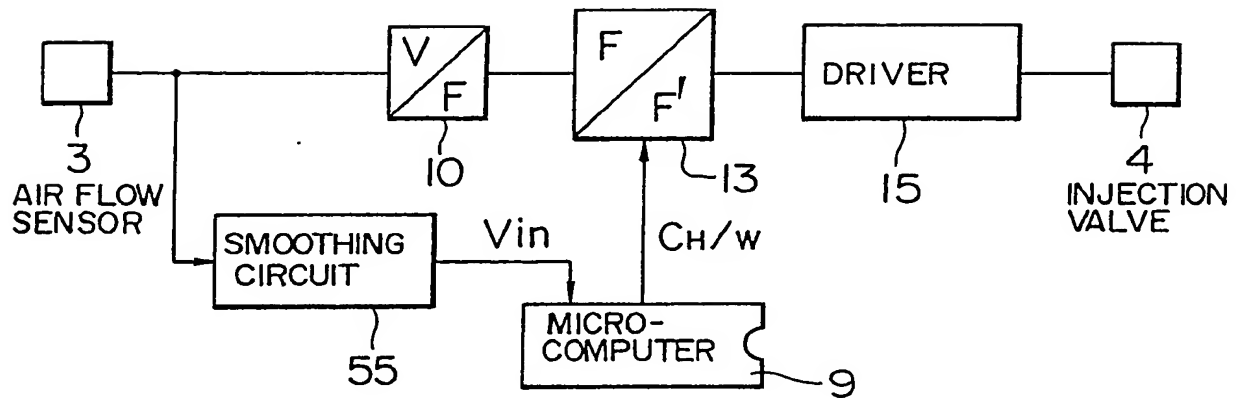 V
F
F
F'
DRIVER
3
10
13
15
4
AIR FLOW
SENSOR
INJECTION
VALVE
SMOOTHING
CIRCUIT
Vin
CH/W
55
MICRO-
COMPUTER
9